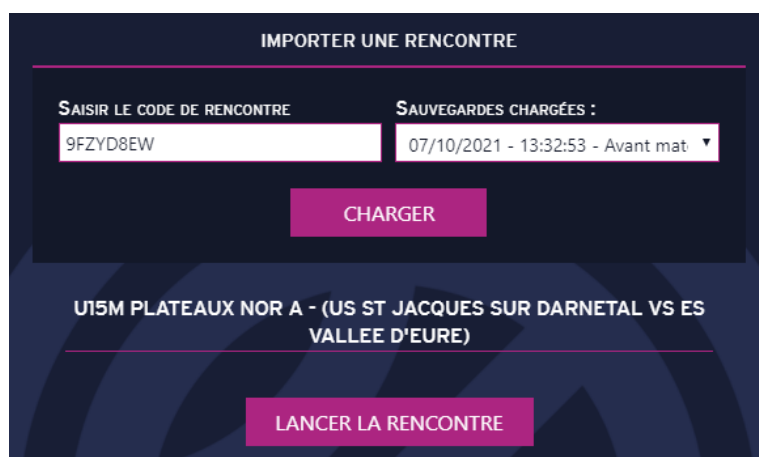 IMPORTER UNE RENCONTRE
SAISIR LE CODE DE RENCONTRE
SAUVEGARDES CHARGÉES :
9FZYD8EW
07/10/2021 - 13:32:53 - Avant mat
CHARGER
U15M PLATEAUX NOR A - (US ST JACQUES SUR DARNETAL VS ES
VALLEE D'EURE)
LANCER LA RENCONTRE